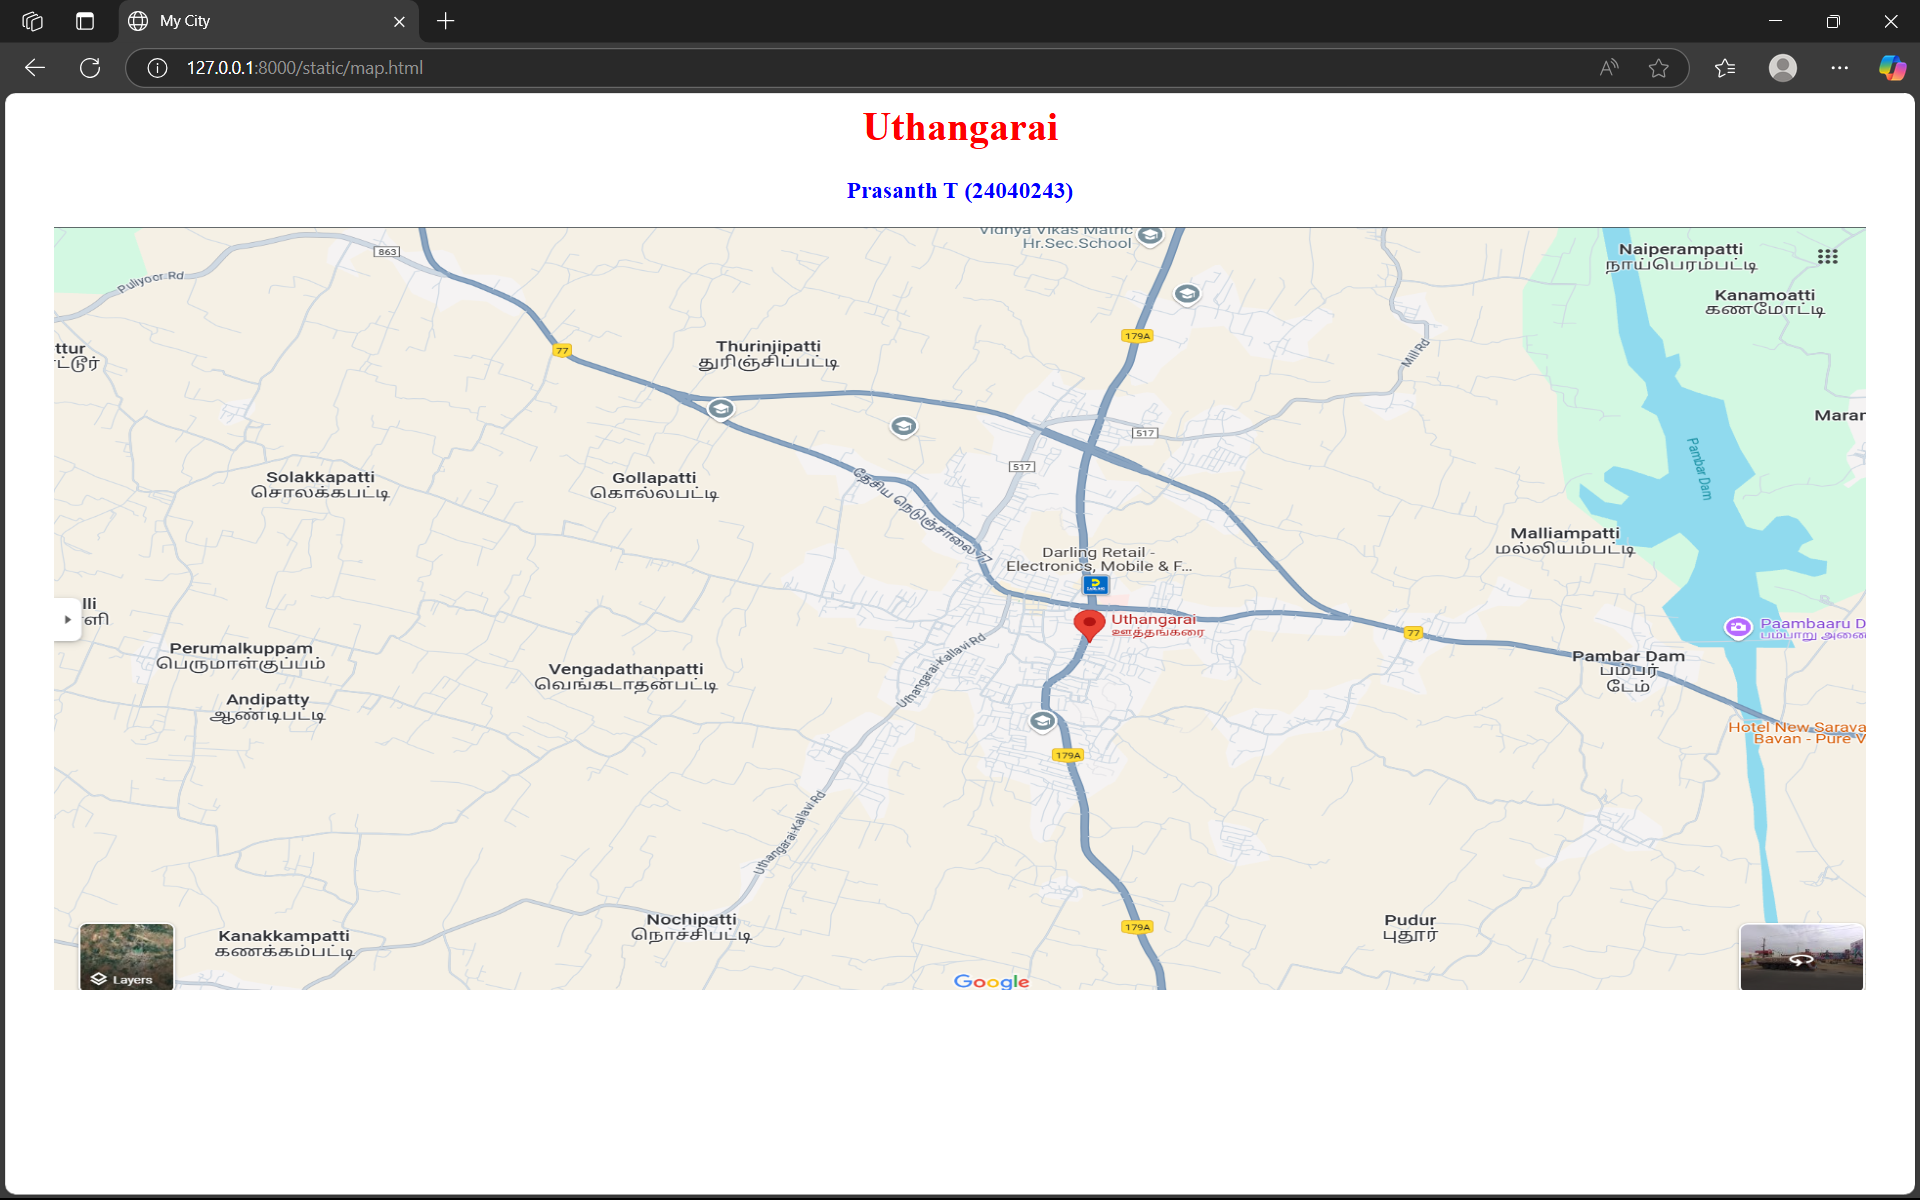 My City
127.0.0.1:8000/static/map.html
Uthangarai
Prasanth T (24040243)
Vidhya Vikas Matric
Hr.Sec.School
Naiperampatti
நாய்பெரம்பட்டி
863
Puliyoor Rd
Kanamoatti
கணமோட்டி
179A
Thurinjipatti
துரிஞ்சிப்பட்டி
77
ttur
Mill Rd
Marar
517
517
Pambar Dam
Solakkapatti
சொலக்கபட்டி
Gollapatti
கொல்லபட்டி
தேசிய நெடுஞ்சாலை 77
Malliampatti
மல்லியம்பட்டி
Darling Retail -
Electronics, Mobile & F...
lli
ளி
Uthangarai
ஊத்தங்கரை
77
Paambaaru D
பம்பாறு அணை
Perumalkuppam
பெருமாள்குப்பம்
Vengadathanpatti
வெங்கடாதன்பட்டி
Uthangarai-Kallavi Rd
Pambar Dam
பம்பர்
டேம்
Andipatty
ஆண்டிபட்டி
Hotel New Sarava
Bavan - Pure V
179A
Uthangarai-Kallavi Rd
Nochipatti
நொச்சிபட்டி
Pudur
புதூர்
179A
Kanakkampatti
கணக்கம்பட்டி
Layers
Google